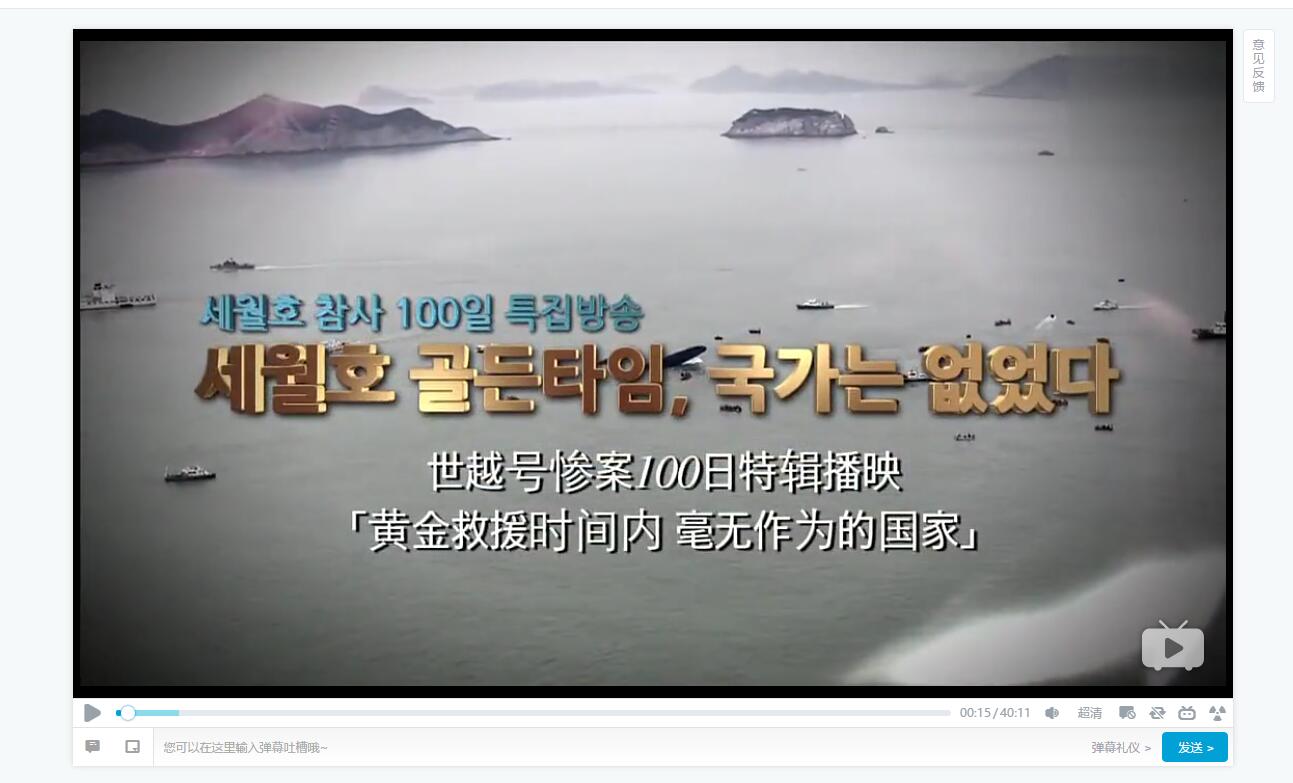 意见反馈
세월호 참사 100일 특집방송
세월호 골든타임, 국가는 없었다
世越号惨案100日特辑播映
「黄金救援时间内 毫无作为的国家」
00:15/40:11 超清
您可以在这里输入弹幕吐槽哦~ 弹幕礼仪 > 发送 >